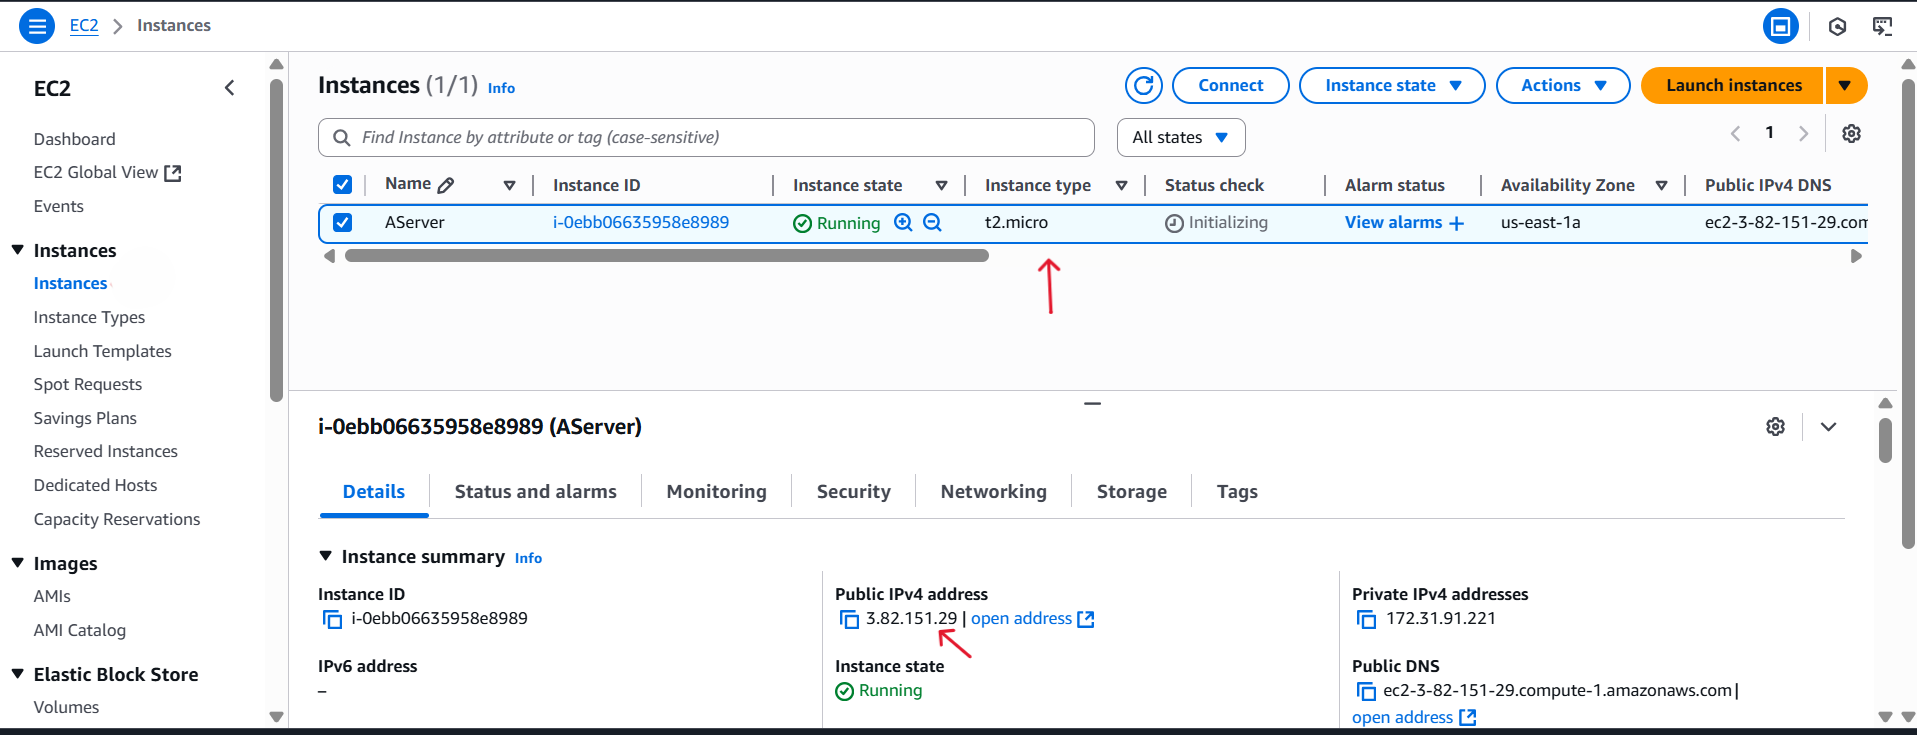 EC2 > Instances
EC2
Dashboard
EC2 Global View
Events
Instances
Instances
Instance Types
Launch Templates
Spot Requests
Savings Plans
Reserved Instances
Dedicated Hosts
Capacity Reservations
Images
AMIs
AMI Catalog
Elastic Block Store
Volumes
Instances (1/1) Info
Connect
Instance state
Actions
Launch instances
Find Instance by attribute or tag (case-sensitive)
All states
1
Name Instance ID Instance state Instance type Status check Alarm status Availability Zone Public IPv4 DNS
AServer i-0ebb06635958e8989 Running t2.micro Initializing View alarms + us-east-1a ec2-3-82-151-29.com
i-0ebb06635958e8989 (AServer)
Details Status and alarms Monitoring Security Networking Storage Tags
Instance summary Info
Instance ID
i-0ebb06635958e8989
Public IPv4 address
3.82.151.29 | open address
Private IPv4 addresses
172.31.91.221
IPv6 address
–
Instance state
Running
Public DNS
ec2-3-82-151-29.compute-1.amazonaws.com |
open address